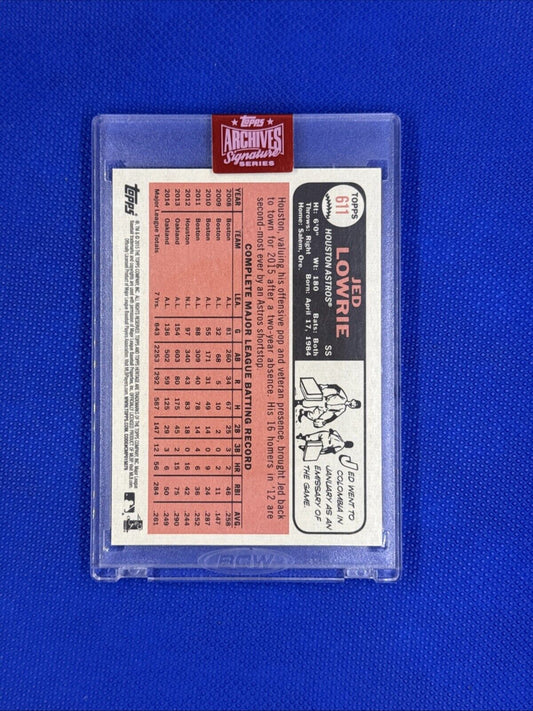 Topps
ARCHIVES
Signature
SERIES
TOPPS
611
JED
LOWRIE
SS
HOUSTON ASTROS®
Ht: 6'0" Wt: 180 Bats: Both
Throws: Right Born: April 17, 1984
Home: Salem, Ore.
JED WENT TO
COLOMBIA IN
JANUARY AS AN
EMISSARY OF
THE GAME.
Houston, valuing his offensive pop and veteran presence, brought Jed back
to town for 2015 after a two-year absence. His 16 homers in '12 are
second-most ever by an Astros shortstop.
COMPLETE MAJOR LEAGUE BATTING RECORD
YEAR TEAM LEA. G AB R H 2B 3B HR RBI AVG
2008 Boston A.L. 81 260 34 67 25 3 2 46 .258
2009 Boston A.L. 32 68 5 10 2 0 2 11 .147
2010 Boston A.L. 55 171 31 49 14 0 9 24 .287
2011 Boston A.L. 88 309 40 78 14 4 6 36 .252
2012 Houston N.L. 97 340 43 83 18 0 16 42 .244
2013 Oakland A.L. 154 603 80 175 45 2 15 75 .290
2014 Oakland A.L. 136 502 59 125 29 3 6 50 .249
Major League Totals 7 Yrs. 643 2253 292 587 147 12 56 284 .261
Topps
BCW